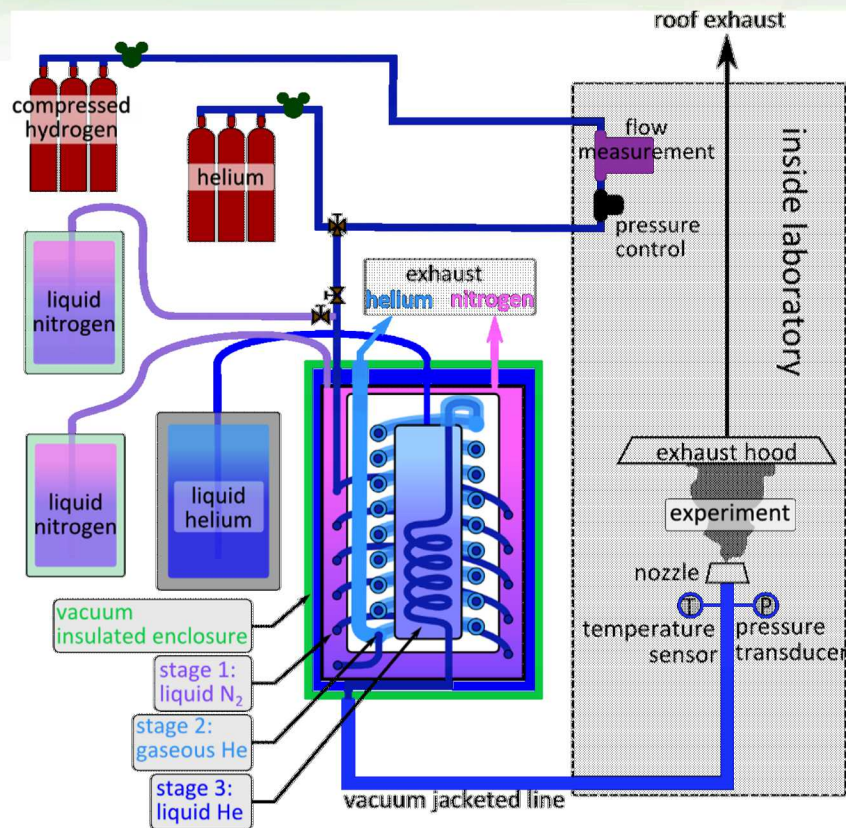 roof exhaust
compressed
hydrogen
helium
flow
measurement
inside laboratory
pressure
control
exhaust
helium nitrogen
liquid
nitrogen
liquid
nitrogen
liquid
helium
exhaust hood
experiment
nozzle
T P
temperature
sensor
pressure
transducer
vacuum
insulated enclosure
stage 1:
liquid N₂
stage 2:
gaseous He
stage 3:
liquid He
vacuum jacketed line